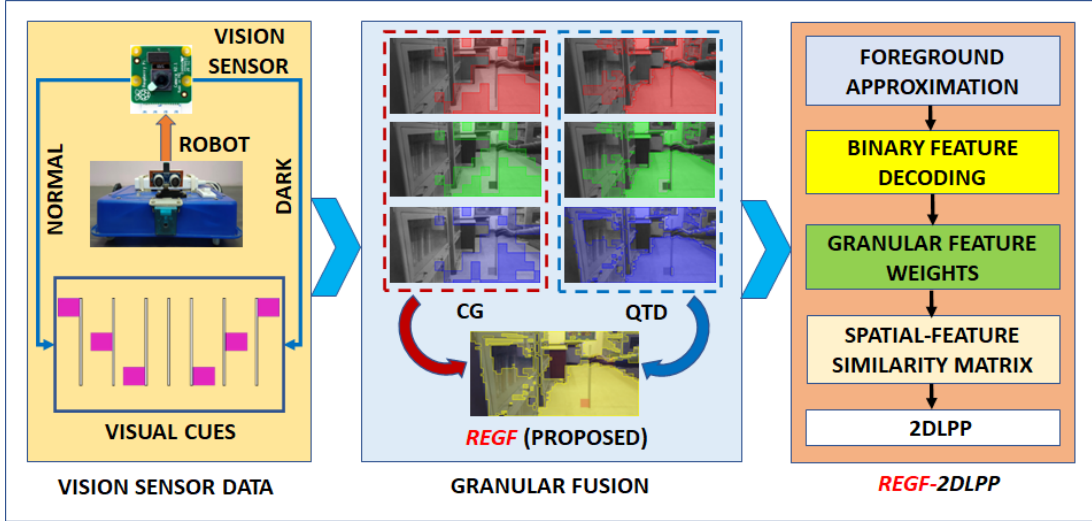 VISION
SENSOR
ROBOT
NORMAL
DARK
VISUAL CUES
VISION SENSOR DATA
CG
QTD
REGF (PROPOSED)
GRANULAR FUSION
FOREGROUND
APPROXIMATION
BINARY FEATURE
DECODING
GRANULAR FEATURE
WEIGHTS
SPATIAL-FEATURE
SIMILARITY MATRIX
2DLPP
REGF-2DLPP